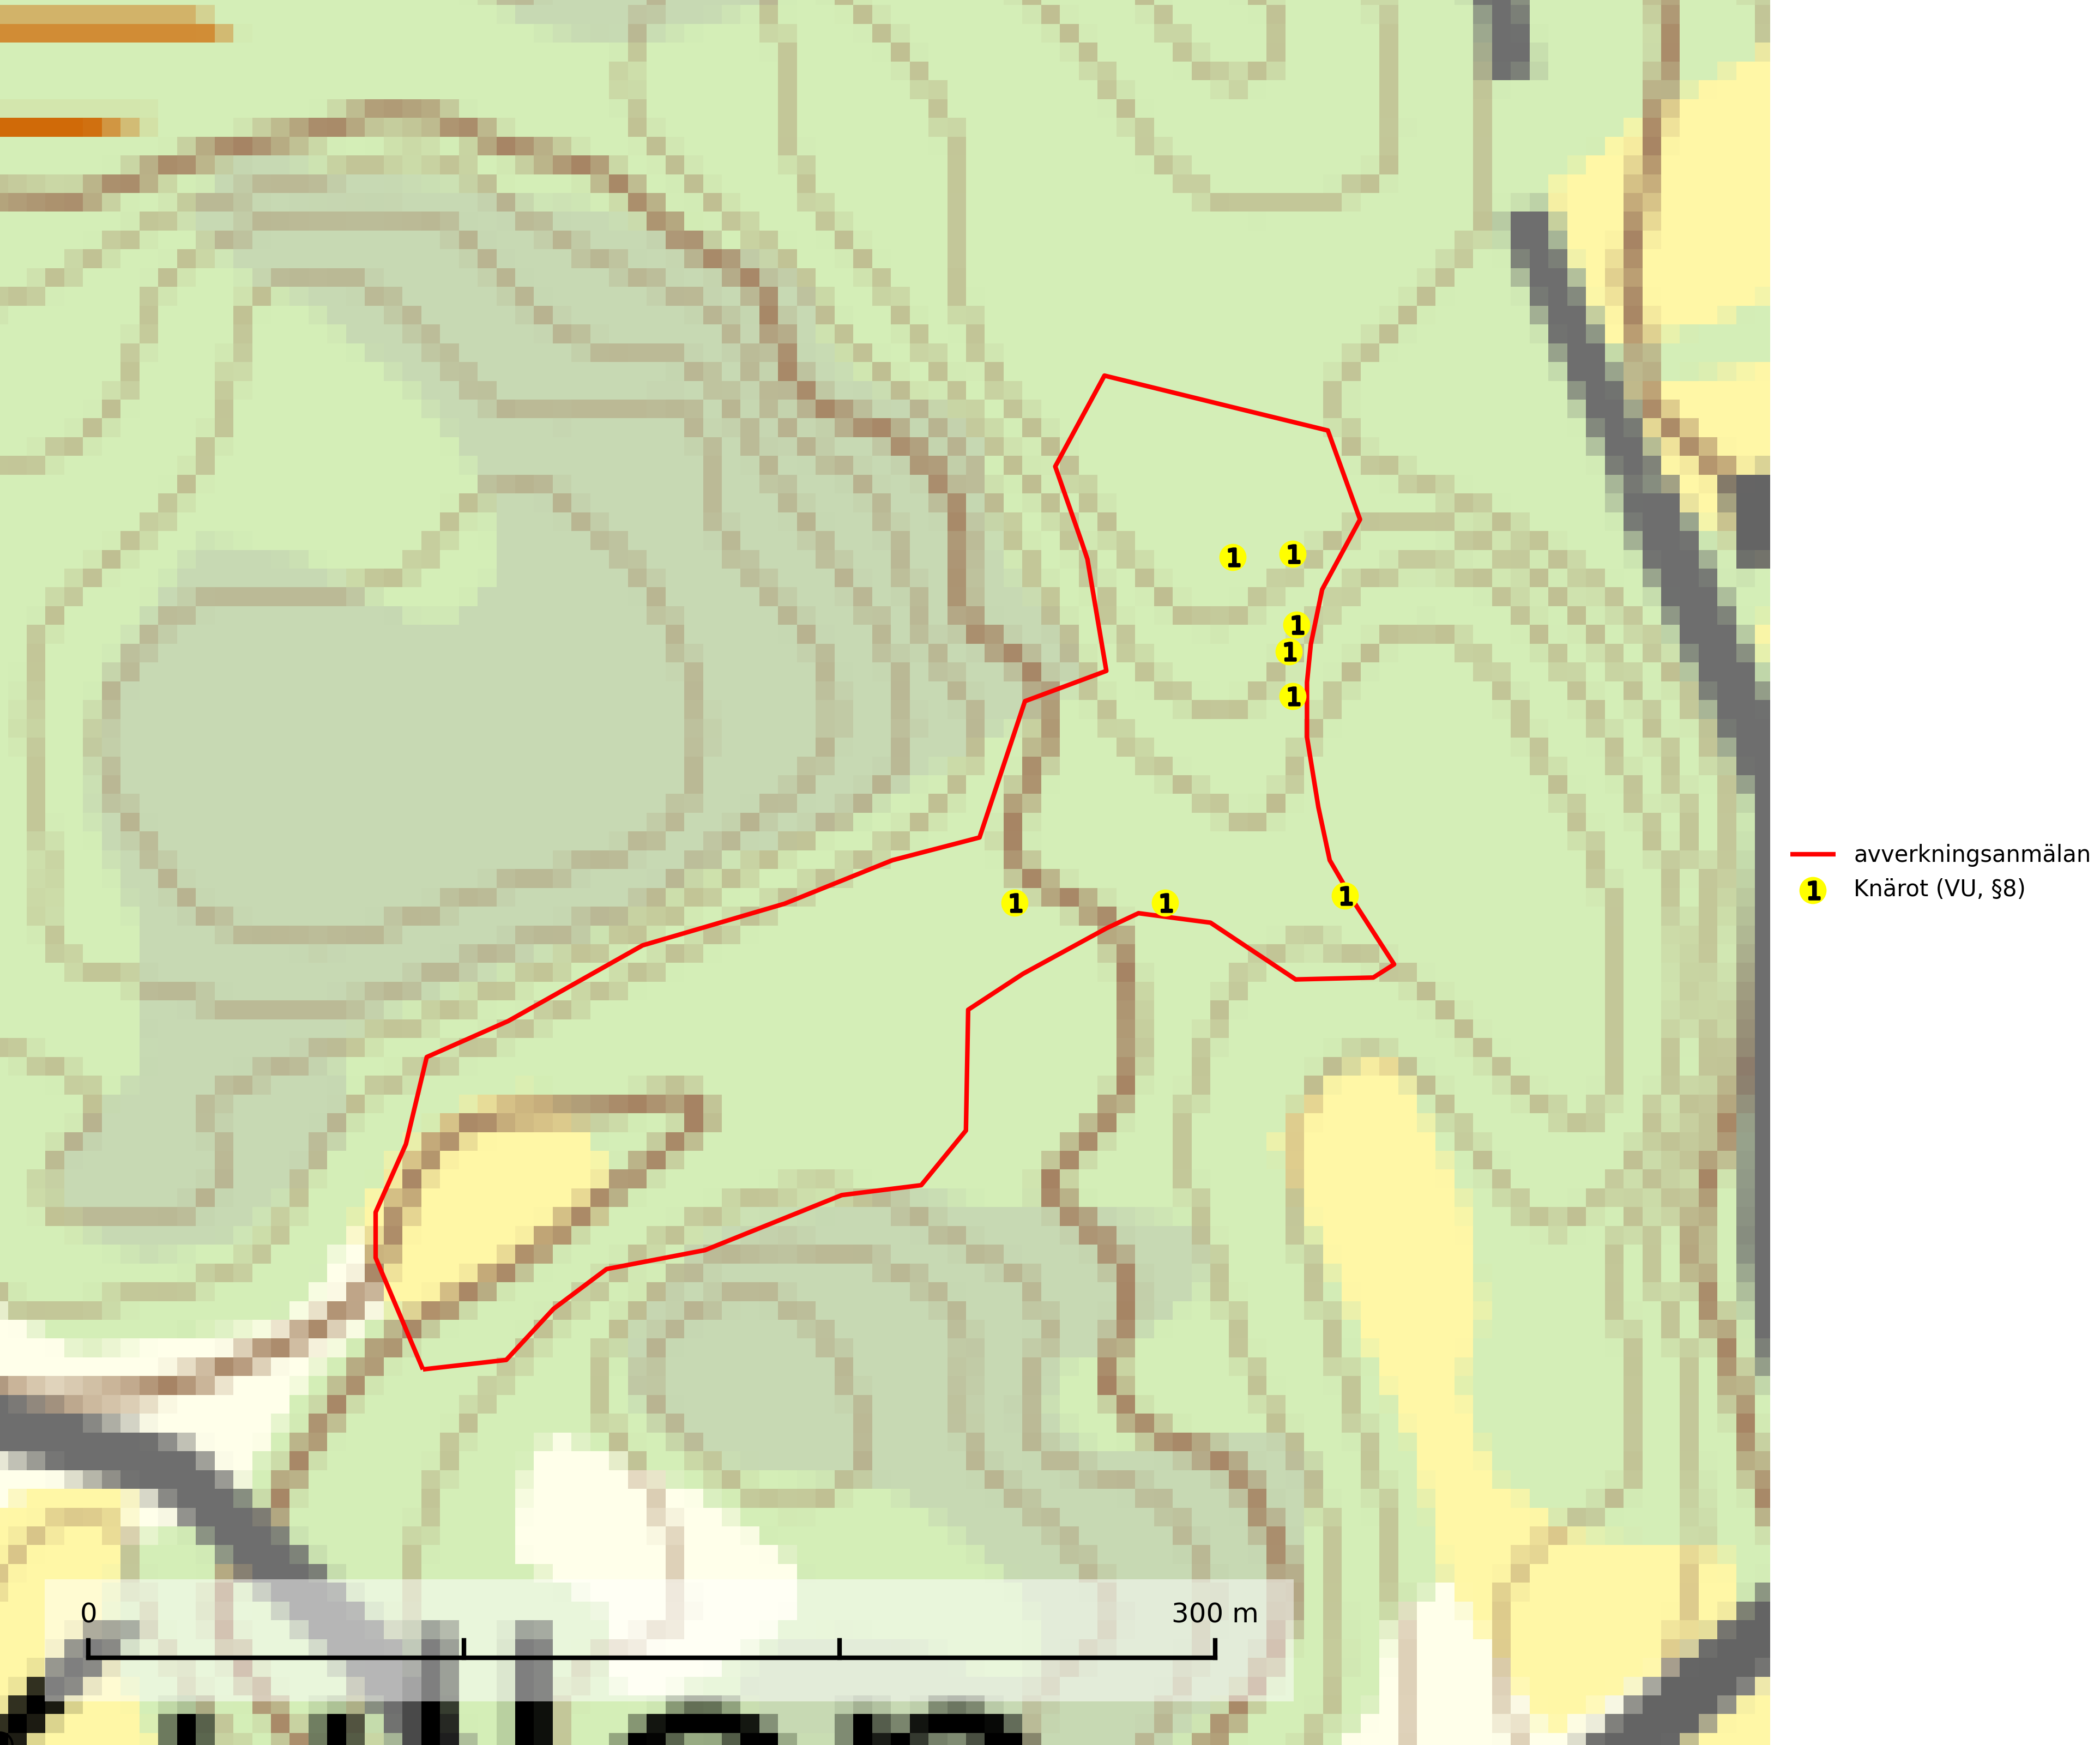 1 1
1
1
1
1 1 1
avverkningsanmälan
1 Knärot (VU, §8)
0 300 m